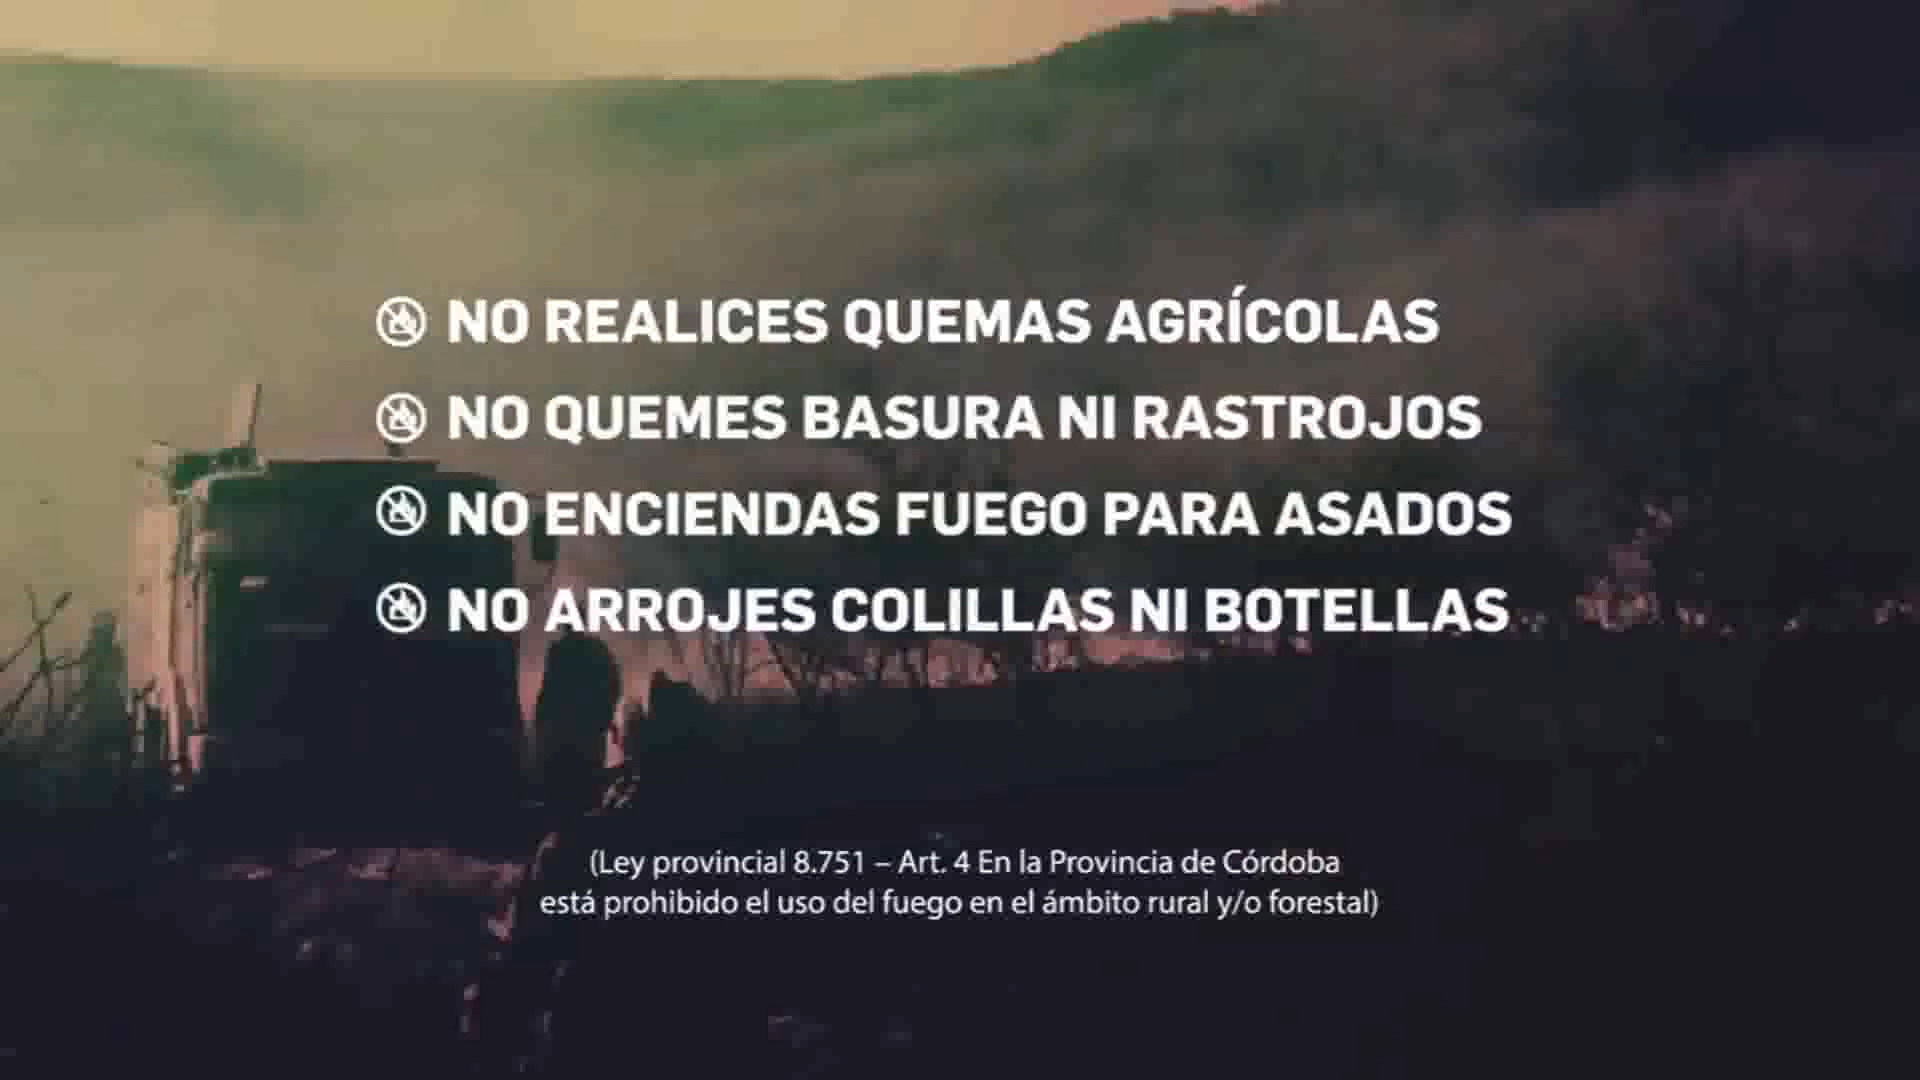 NO REALICES QUEMAS AGRÍCOLAS
NO QUEMES BASURA NI RASTROJOS
NO ENCIENDAS FUEGO PARA ASADOS
NO ARROJES COLILLAS NI BOTELLAS
(Ley provincial 8.751 – Art. 4 En la Provincia de Córdoba
está prohibido el uso del fuego en el ámbito rural y/o forestal)